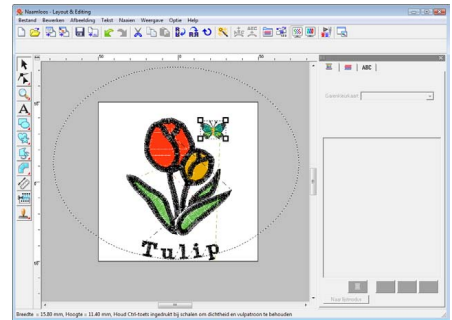 Naamloos - Layout & Editing
Bestand Bewerken Afbeelding Tekst Naaien Weergave Optie Help
ABC
A
Tulip
Breedte = 15.80 mm, Hoogte = 11.40 mm, Houd Ctrl-toets ingedrukt bij schalen om dichtheid en vulpatroon te behouden